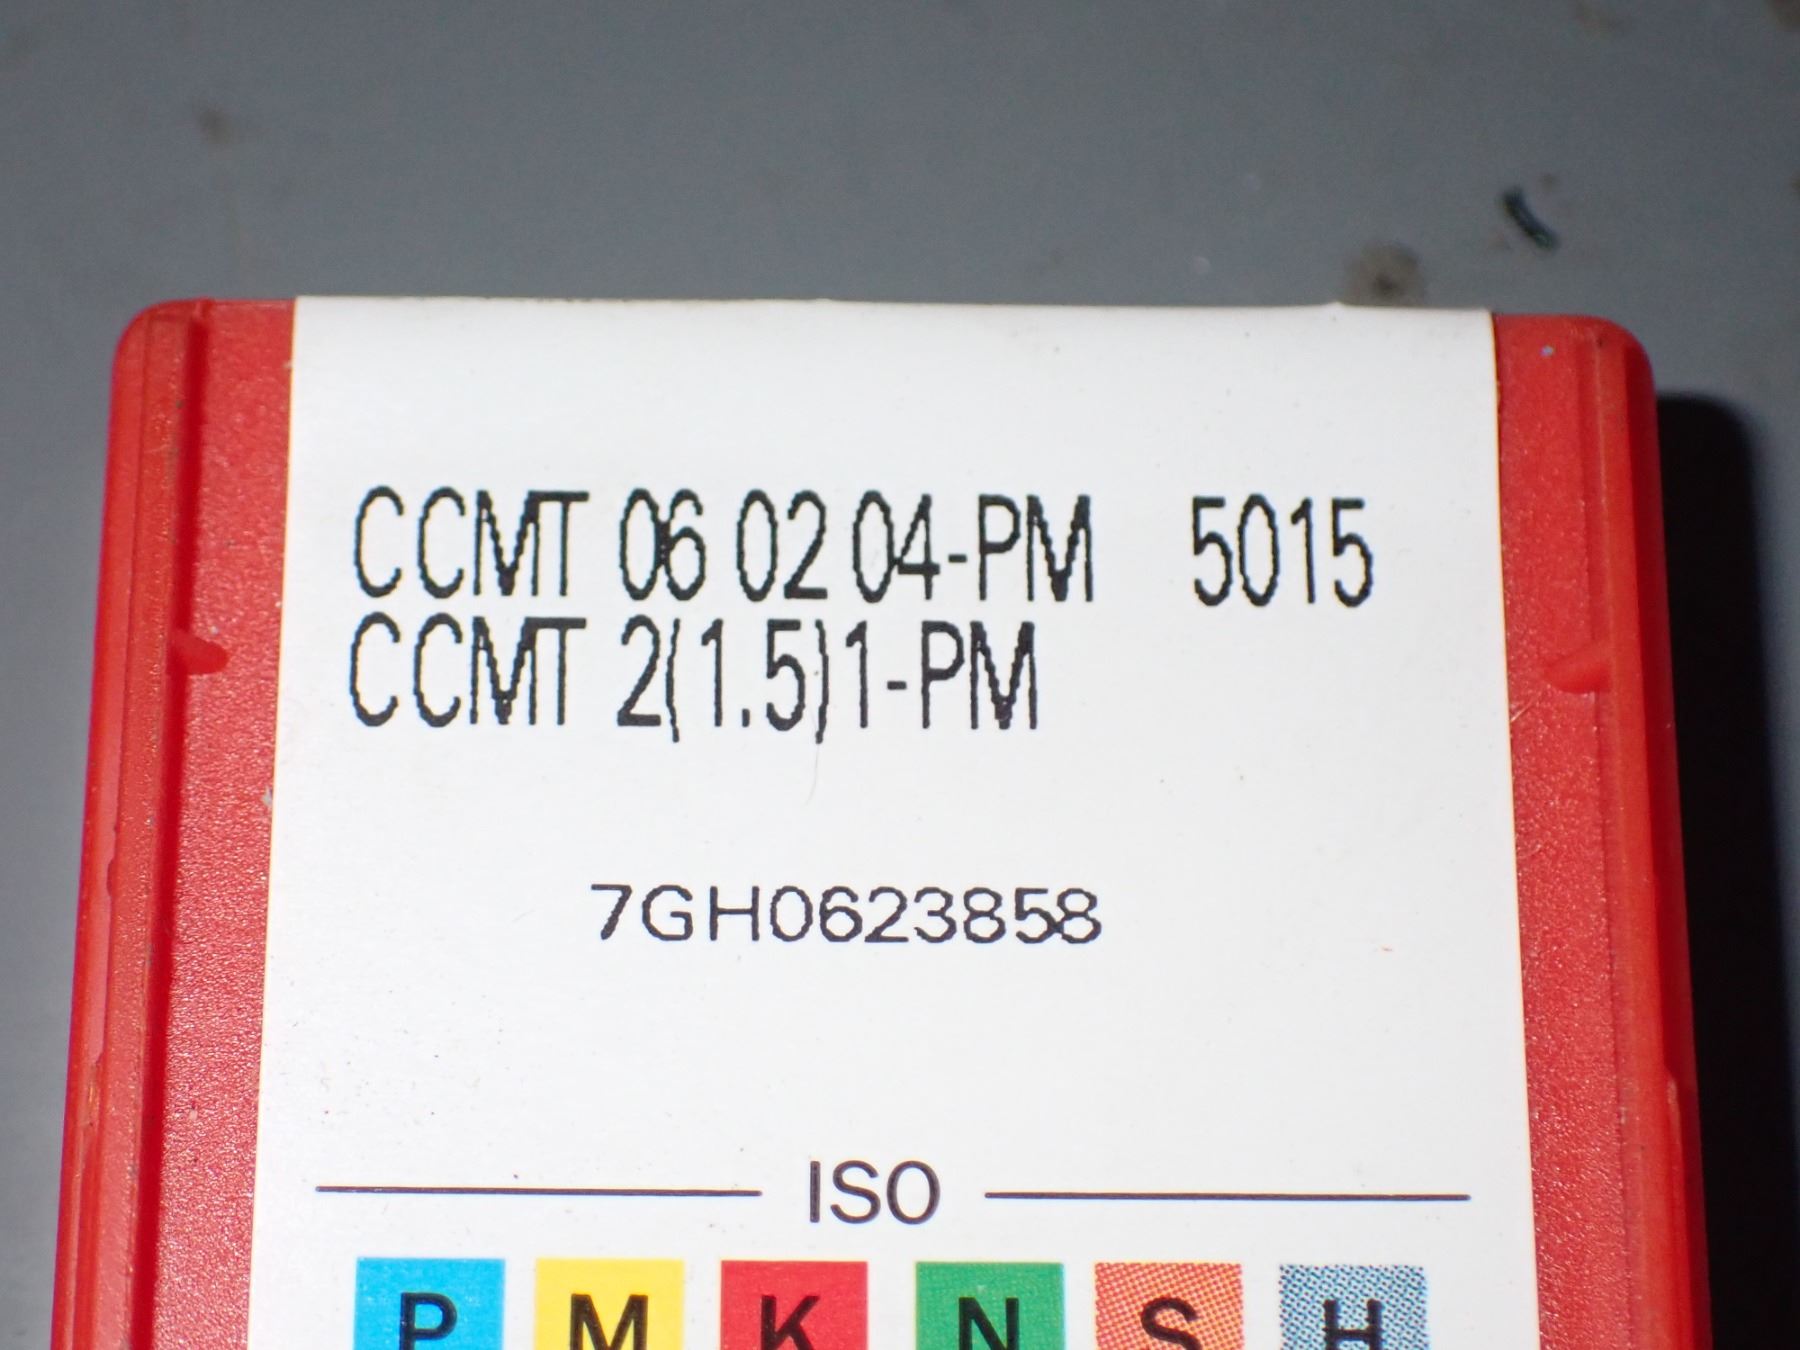 CCMT 06 02 04-PM 5015
CCMT 2(1.5)1-PM
7GH0623858
ISO
P M K N S H